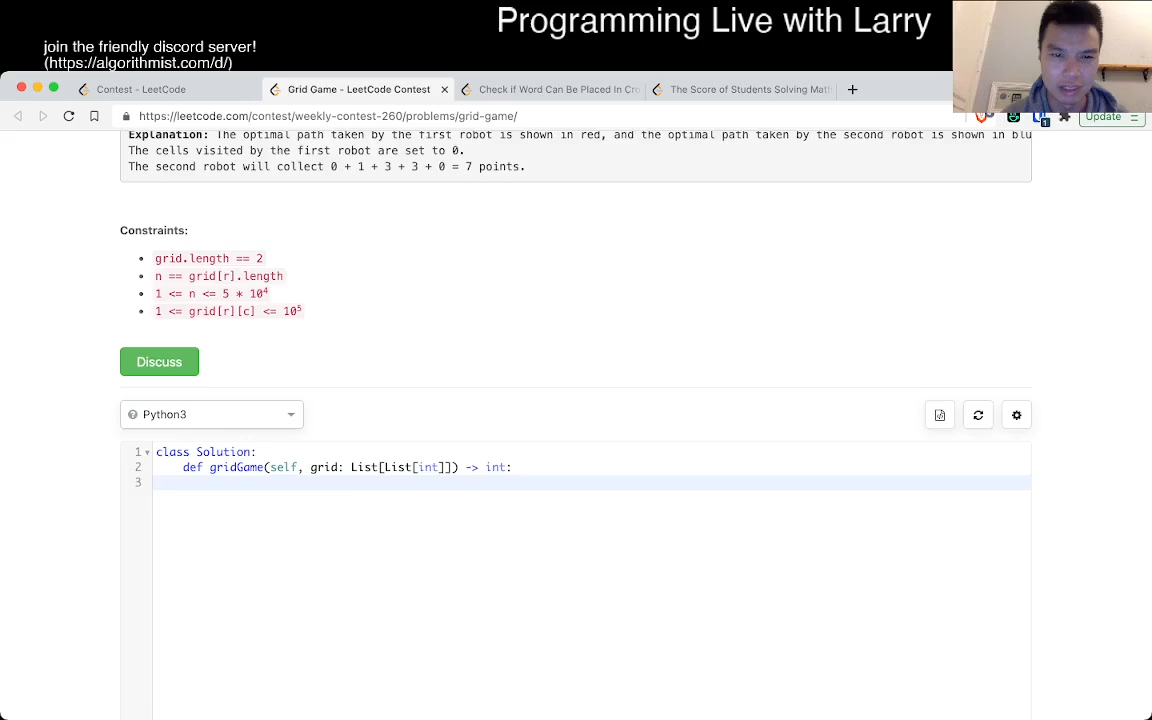 Programming Live with Larry
join the friendly discord server!
(https://algorithmist.com/d/)
Contest - LeetCode
Grid Game - LeetCode Contest
Check if Word Can Be Placed In Cro
The Score of Students Solving Mat
https://leetcode.com/contest/weekly-contest-260/problems/grid-game/
Update
Explanation: The optimal path taken by the first robot is shown in red, and the optimal path taken by the second robot is shown in blu
The cells visited by the first robot are set to 0.
The second robot will collect 0 + 1 + 3 + 3 + 0 = 7 points.
Constraints:
• grid.length == 2
• n == grid[r].length
• 1 <= n <= 5 * 10⁴
• 1 <= grid[r][c] <= 10⁵
Discuss
Python3
1 class Solution:
2 def gridGame(self, grid: List[List[int]]) -> int:
3